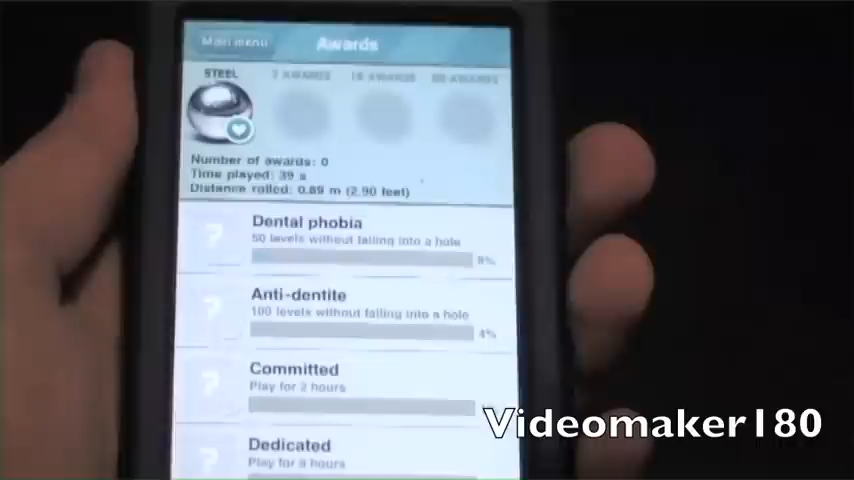 Main menu
Awards
STEEL
Number of awards: 0
Time played: 39 s
Distance rolled: 0.89 m (2.90 feet)
Dental phobia
50 levels without falling into a hole
8%
Anti-dentite
100 levels without falling into a hole
4%
Committed
Play for 2 hours
Dedicated
Videomaker180